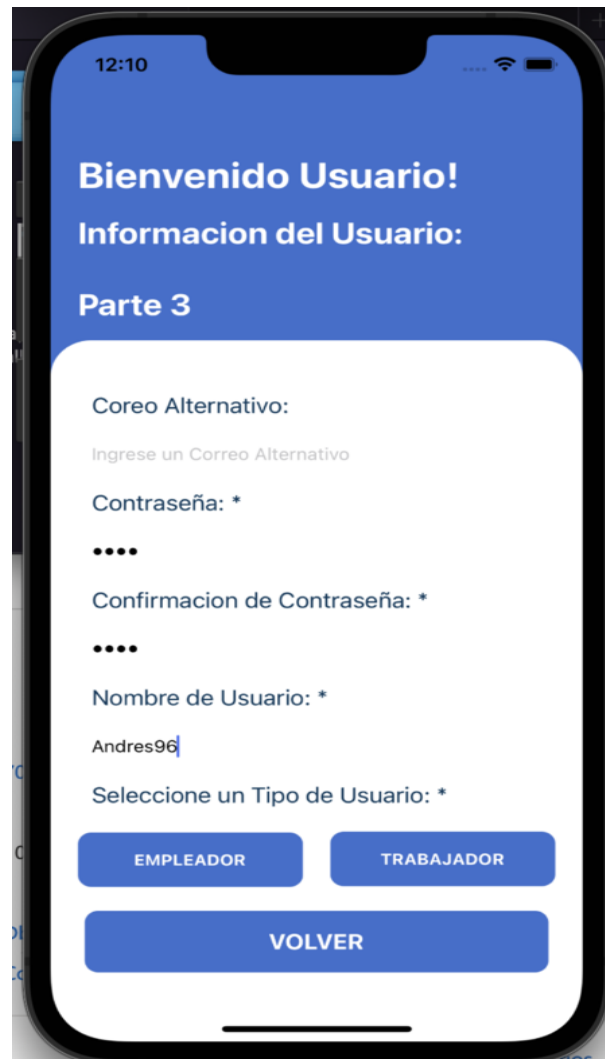 12:10
Bienvenido Usuario!
Informacion del Usuario:
Parte 3
Coreo Alternativo:
Ingrese un Correo Alternativo
Contraseña: *
••••
Confirmacion de Contraseña: *
••••
Nombre de Usuario: *
Andres96
Seleccione un Tipo de Usuario: *
EMPLEADOR TRABAJADOR
VOLVER